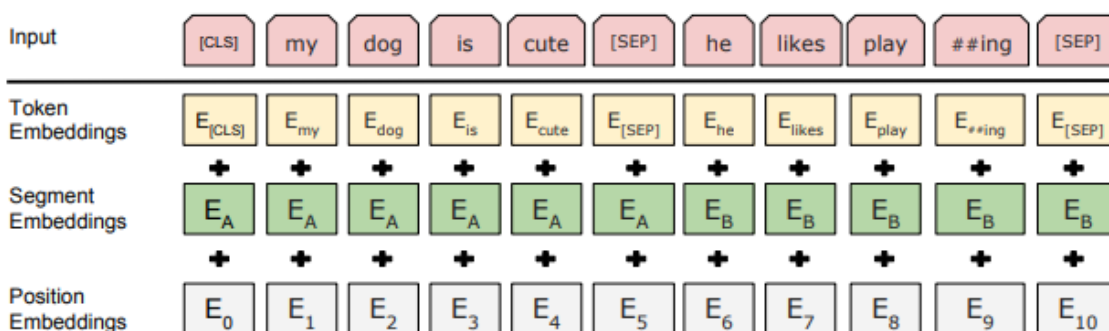 Input [CLS] my dog is cute [SEP] he likes play ##ing [SEP]
Token Embeddings E[CLS] Emy Edog Eis Ecute E[SEP] Ehe Elikes Eplay E##ing E[SEP]
+ + + + + + + + + + +
Segment Embeddings EA EA EA EA EA EA EB EB EB EB EB
+ + + + + + + + + + +
Position Embeddings E0 E1 E2 E3 E4 E5 E6 E7 E8 E9 E10